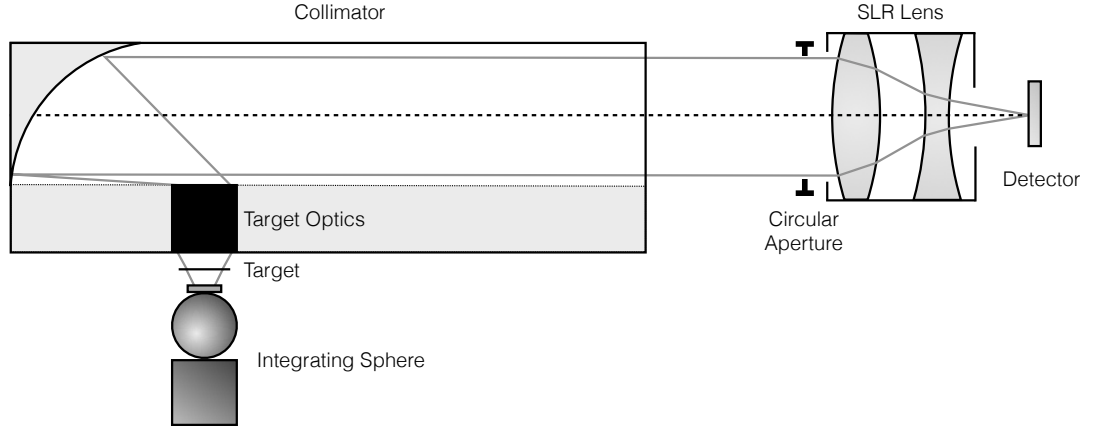 Collimator
SLR Lens
Detector
Target Optics
Circular
Aperture
Target
Integrating Sphere